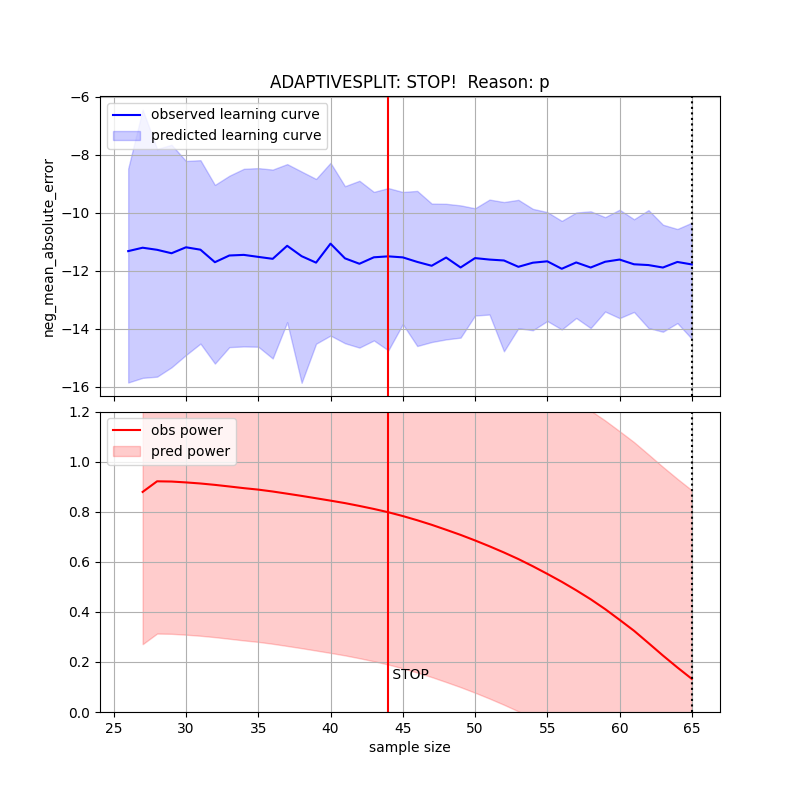 ADAPTIVESPLIT: STOP!  Reason: p
observed learning curve
predicted learning curve
neg_mean_absolute_error
−6
−8
−10
−12
−14
−16
obs power
pred power
1.2
1.0
0.8
0.6
0.4
0.2
0.0
STOP
25 30 35 40 45 50 55 60 65
sample size